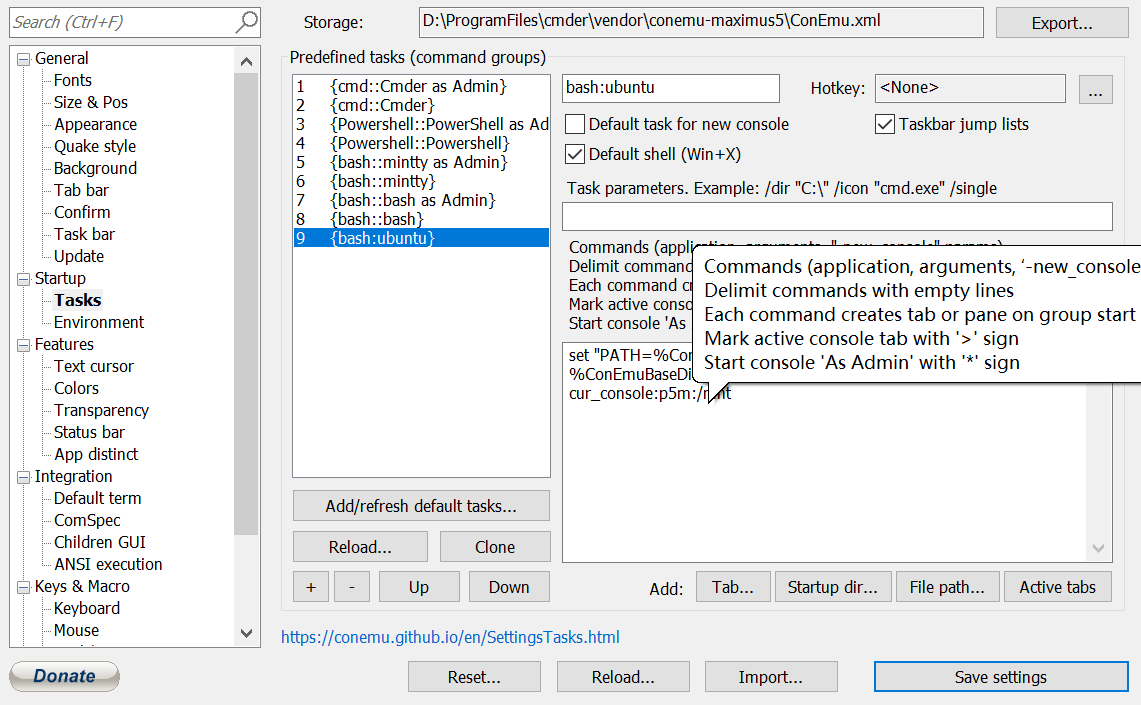 Search (Ctrl+F)
Storage:
D:\ProgramFiles\cmder\vendor\conemu-maximus5\ConEmu.xml
Export...
General
Fonts
Size & Pos
Appearance
Quake style
Background
Tab bar
Confirm
Task bar
Update
Startup
Tasks
Environment
Features
Text cursor
Colors
Transparency
Status bar
App distinct
Integration
Default term
ComSpec
Children GUI
ANSI execution
Keys & Macro
Keyboard
Mouse
Predefined tasks (command groups)
1 {cmd::Cmder as Admin}
2 {cmd::Cmder}
3 {Powershell::PowerShell as Ad
4 {Powershell::Powershell}
5 {bash::mintty as Admin}
6 {bash::mintty}
7 {bash::bash as Admin}
8 {bash::bash}
9 {bash:ubuntu}
bash:ubuntu
Hotkey:
<None>
...
Default task for new console
Taskbar jump lists
Default shell (Win+X)
Task parameters. Example: /dir "C:\" /icon "cmd.exe" /single
Commands (application, arguments, "-new_console" params)
Delimit command
Each command cr
Mark active conso
Start console 'As
Commands (application, arguments, ‘-new_console
Delimit commands with empty lines
Each command creates tab or pane on group start
Mark active console tab with '>' sign
Start console 'As Admin' with '*' sign
set "PATH=%Con
%ConEmuBaseDi
cur_console:p5m:/mnt
Add/refresh default tasks...
Reload...
Clone
+
-
Up
Down
Add:
Tab...
Startup dir...
File path...
Active tabs
https://conemu.github.io/en/SettingsTasks.html
Donate
Reset...
Reload...
Import...
Save settings